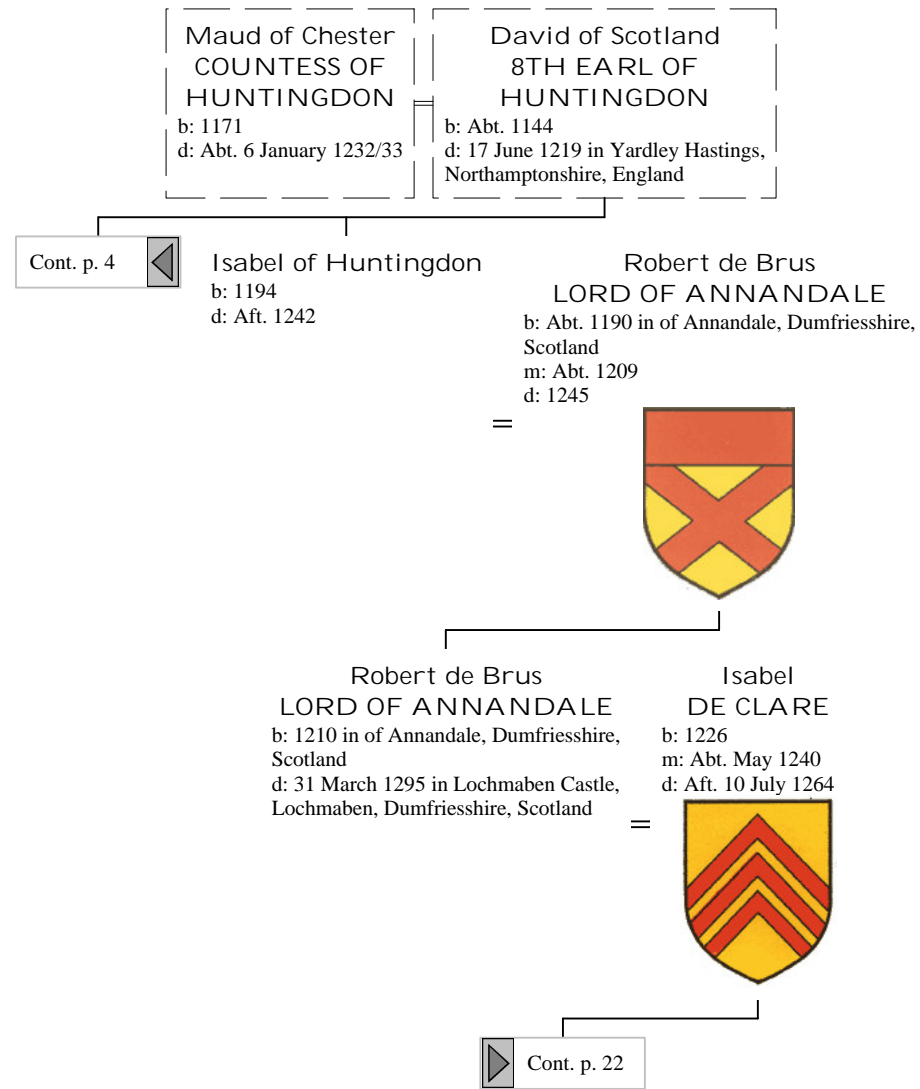 Maud of Chester
COUNTESS OF
HUNTINGDON
b: 1171
d: Abt. 6 January 1232/33
=
David of Scotland
8TH EARL OF
HUNTINGDON
b: Abt. 1144
d: 17 June 1219 in Yardley Hastings,
Northamptonshire, England
Cont. p. 4
Isabel of Huntingdon
b: 1194
d: Aft. 1242
=
Robert de Brus
LORD OF ANNANDALE
b: Abt. 1190 in of Annandale, Dumfriesshire,
Scotland
m: Abt. 1209
d: 1245
Robert de Brus
LORD OF ANNANDALE
b: 1210 in of Annandale, Dumfriesshire,
Scotland
d: 31 March 1295 in Lochmaben Castle,
Lochmaben, Dumfriesshire, Scotland
=
Isabel
DE CLARE
b: 1226
m: Abt. May 1240
d: Aft. 10 July 1264
Cont. p. 22